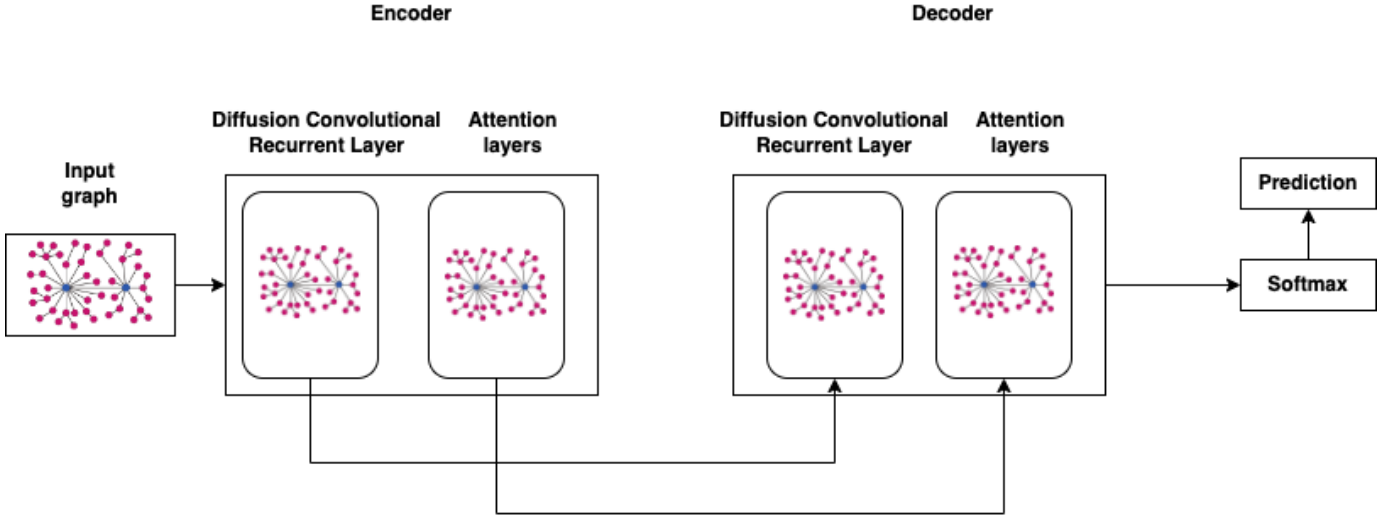 Encoder
Decoder
Diffusion Convolutional
Recurrent Layer
Attention
layers
Diffusion Convolutional
Recurrent Layer
Attention
layers
Input
graph
Prediction
Softmax